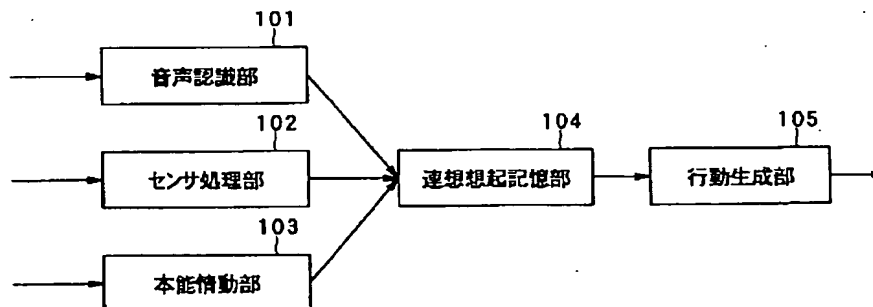 101
音声認識部
102
センサ処理部
103
本能情動部
104
連想想起記憶部
105
行動生成部